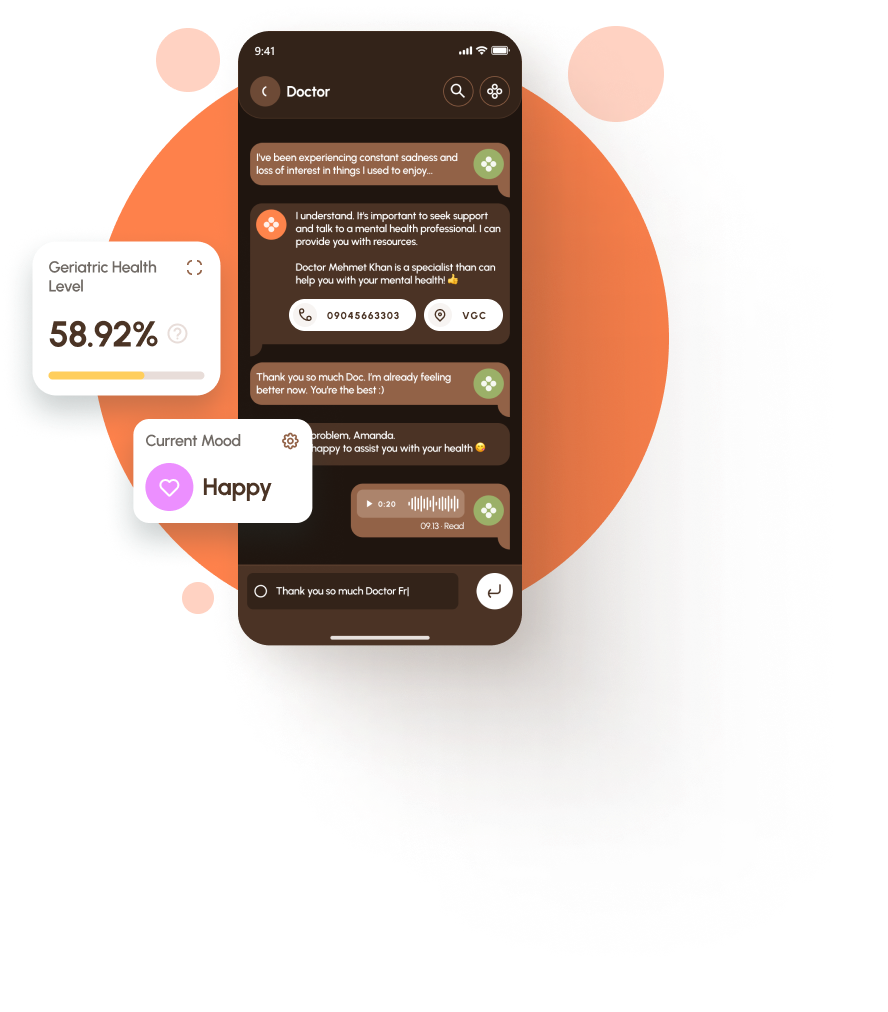 9:41
Doctor
I've been experiencing constant sadness and
loss of interest in things I used to enjoy...
I understand. It's important to seek support
and talk to a mental health professional. I can
provide you with resources.
Doctor Mehmet Khan is a specialist than can
help you with your mental health! 👍
09045663303
VGC
Geriatric Health
Level
58.92%
Thank you so much Doc. I'm already feeling
better now. You're the best :)
problem, Amanda.
happy to assist you with your health 😋
Current Mood
Happy
0:20
09.13 · Read
Thank you so much Doctor Fr|